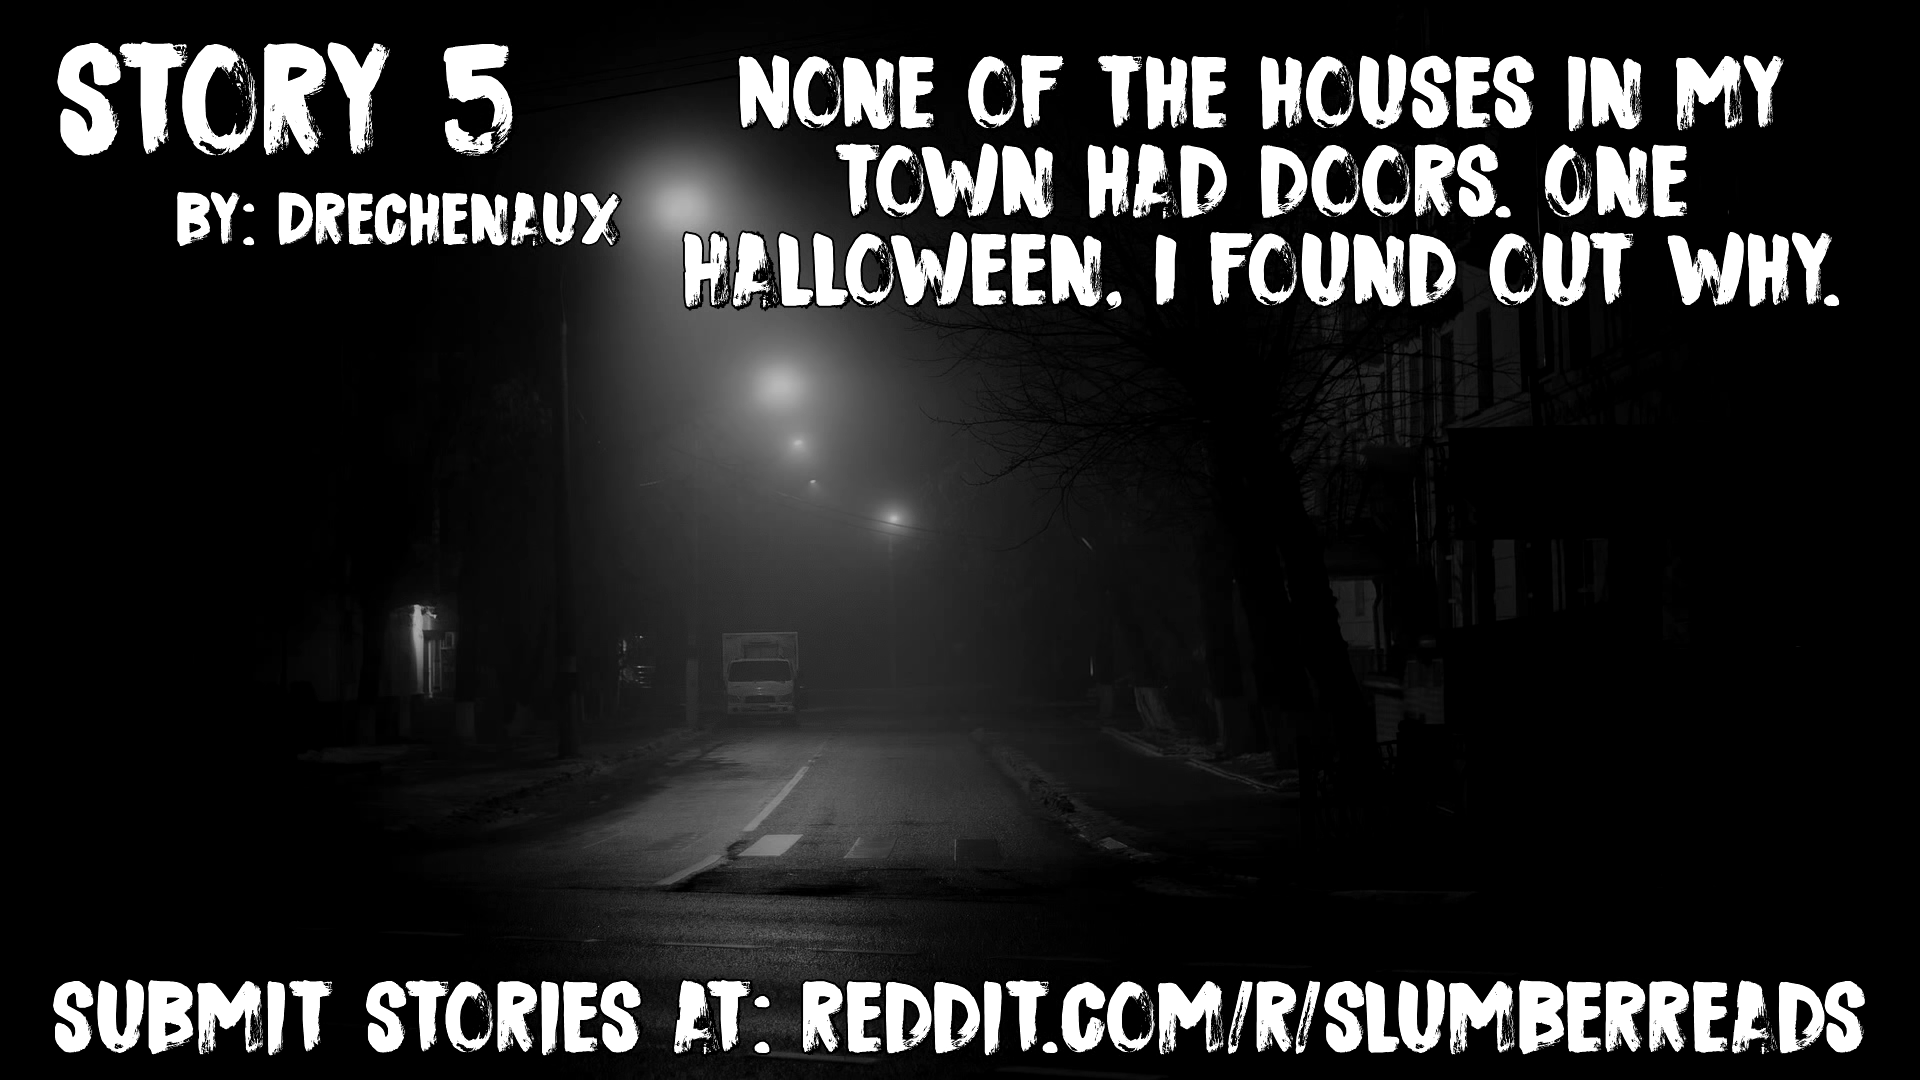 STORY 5
BY: DRECHENAUX
NONE OF THE HOUSES IN MY
TOWN HAD DOORS. ONE
HALLOWEEN, I FOUND OUT WHY.
SUBMIT STORIES AT: REDDIT.COM/R/SLUMBERREADS